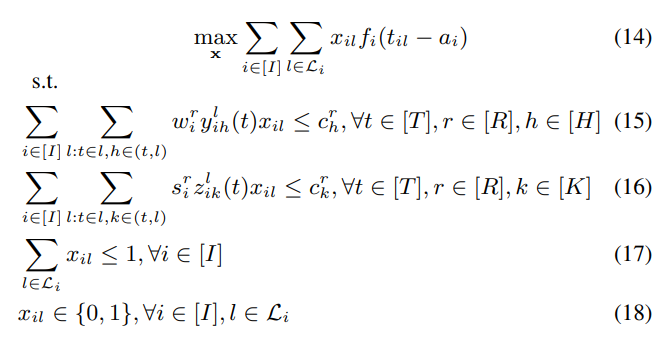 max_x ∑_{i∈[I]} ∑_{l∈𝓛_i} x_{il} f_i(t_{il} − a_i) (14)
s.t.
∑_{i∈[I]} ∑_{l:t∈l,h∈(t,l)} w_i^r y_{ih}^l(t) x_{il} ≤ c_h^r, ∀t ∈ [T], r ∈ [R], h ∈ [H] (15)
∑_{i∈[I]} ∑_{l:t∈l,k∈(t,l)} s_i^r z_{ik}^l(t) x_{il} ≤ c_k^r, ∀t ∈ [T], r ∈ [R], k ∈ [K] (16)
∑_{l∈𝓛_i} x_{il} ≤ 1, ∀i ∈ [I] (17)
x_{il} ∈ {0, 1}, ∀i ∈ [I], l ∈ 𝓛_i (18)